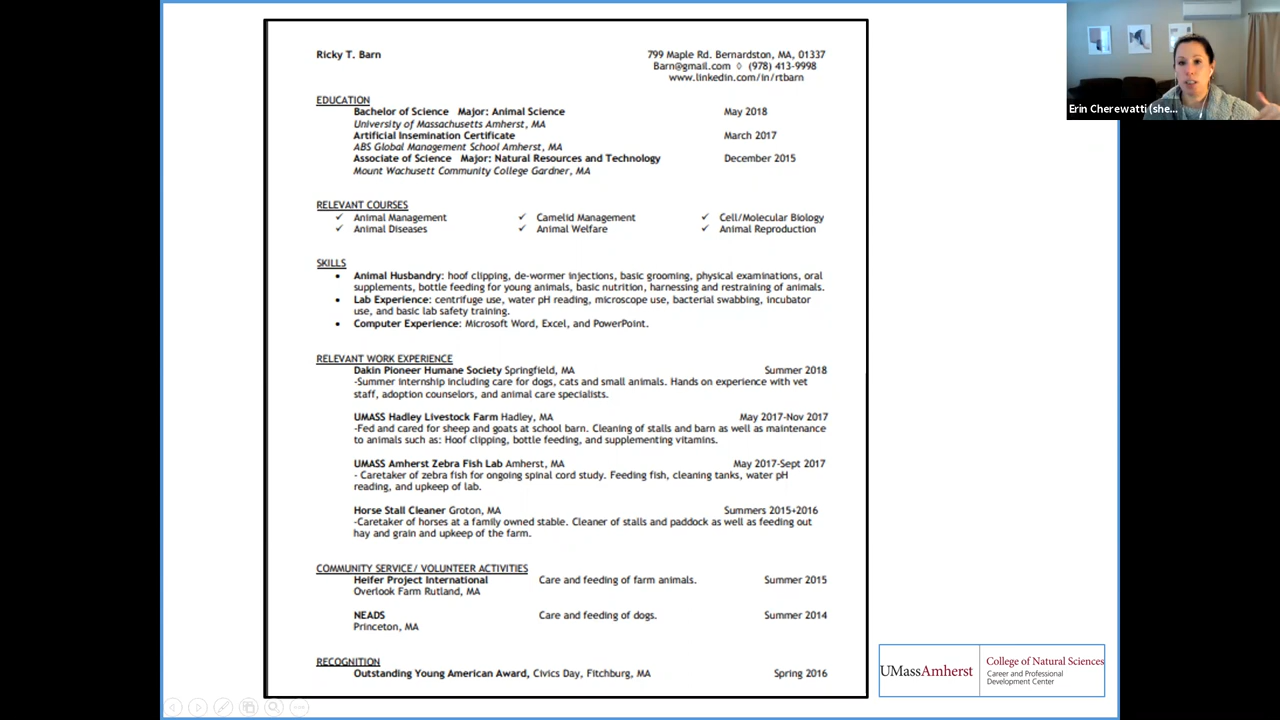 Ricky T. Barn
799 Maple Rd. Bernardston, MA, 01337
Barn@gmail.com ◊ (978) 413-9998
www.linkedin.com/in/rtbarn
EDUCATION
Bachelor of Science Major: Animal Science May 2018
University of Massachusetts Amherst, MA
Artificial Insemination Certificate March 2017
ABS Global Management School Amherst, MA
Associate of Science Major: Natural Resources and Technology December 2015
Mount Wachusett Community College Gardner, MA
RELEVANT COURSES
✓ Animal Management ✓ Camelid Management ✓ Cell/Molecular Biology
✓ Animal Diseases ✓ Animal Welfare ✓ Animal Reproduction
SKILLS
• Animal Husbandry: hoof clipping, de-wormer injections, basic grooming, physical examinations, oral
supplements, bottle feeding for young animals, basic nutrition, harnessing and restraining of animals.
• Lab Experience: centrifuge use, water pH reading, microscope use, bacterial swabbing, incubator
use, and basic lab safety training.
• Computer Experience: Microsoft Word, Excel, and PowerPoint.
RELEVANT WORK EXPERIENCE
Dakin Pioneer Humane Society Springfield, MA Summer 2018
-Summer internship including care for dogs, cats and small animals. Hands on experience with vet
staff, adoption counselors, and animal care specialists.
UMASS Hadley Livestock Farm Hadley, MA May 2017-Nov 2017
-Fed and cared for sheep and goats at school barn. Cleaning of stalls and barn as well as maintenance
to animals such as: Hoof clipping, bottle feeding, and supplementing vitamins.
UMASS Amherst Zebra Fish Lab Amherst, MA May 2017-Sept 2017
- Caretaker of zebra fish for ongoing spinal cord study. Feeding fish, cleaning tanks, water pH
reading, and upkeep of lab.
Horse Stall Cleaner Groton, MA Summers 2015+2016
-Caretaker of horses at a family owned stable. Cleaner of stalls and paddock as well as feeding out
hay and grain and upkeep of the farm.
COMMUNITY SERVICE/ VOLUNTEER ACTIVITIES
Heifer Project International Care and feeding of farm animals. Summer 2015
Overlook Farm Rutland, MA
NEADS Care and feeding of dogs. Summer 2014
Princeton, MA
RECOGNITION
Outstanding Young American Award, Civics Day, Fitchburg, MA Spring 2016
Erin Cherewatti (she...
UMassAmherst
College of Natural Sciences
Career and Professional
Development Center